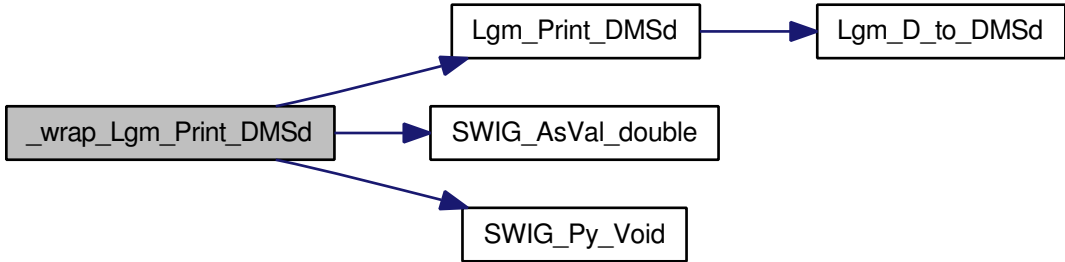 Lgm_Print_DMSd
Lgm_D_to_DMSd
_wrap_Lgm_Print_DMSd
SWIG_AsVal_double
SWIG_Py_Void